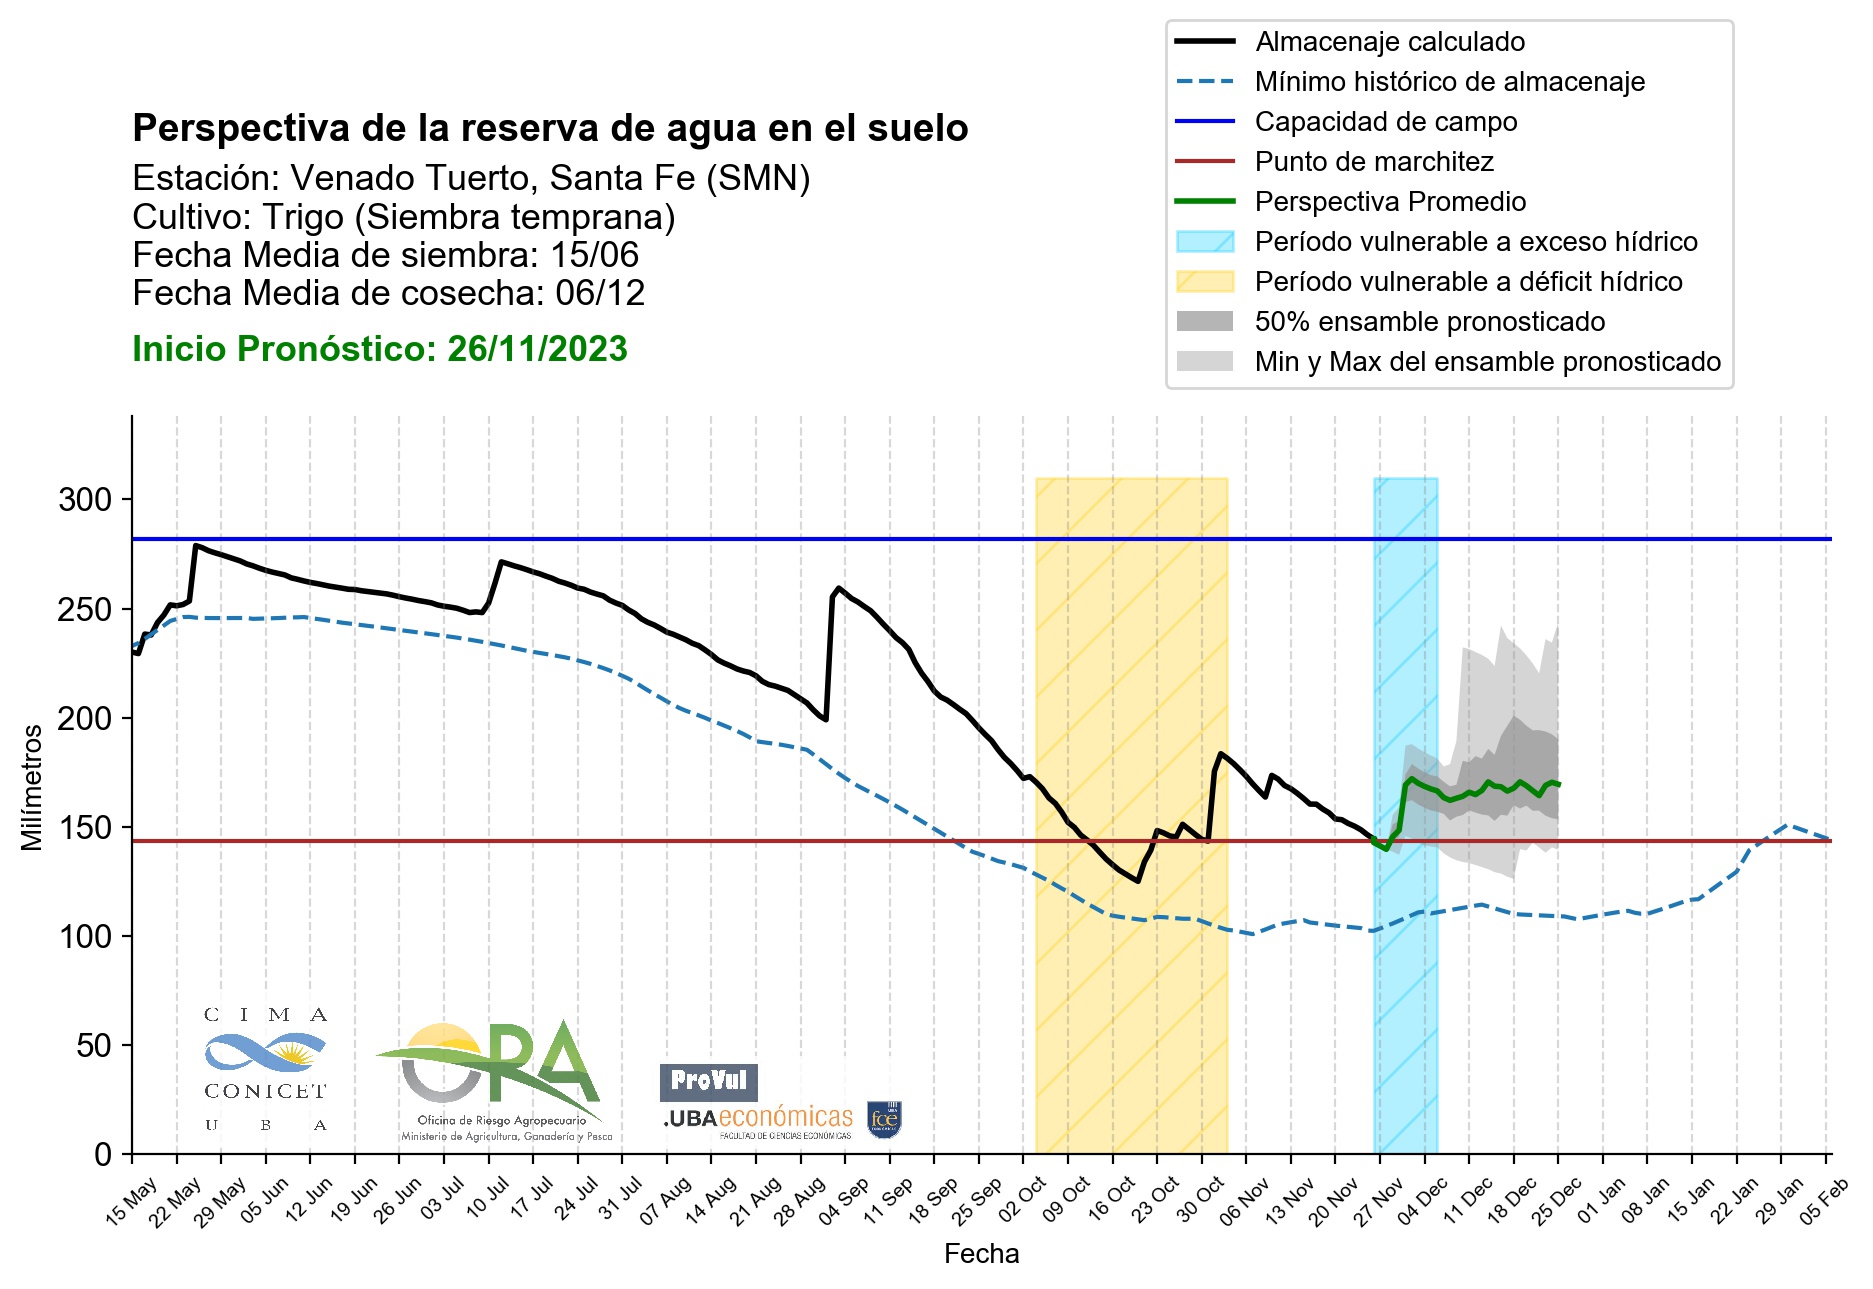 Almacenaje calculado
Mínimo histórico de almacenaje
Capacidad de campo
Punto de marchitez
Perspectiva Promedio
Período vulnerable a exceso hídrico
Período vulnerable a déficit hídrico
50% ensamble pronosticado
Min y Max del ensamble pronosticado
Perspectiva de la reserva de agua en el suelo
Estación: Venado Tuerto, Santa Fe (SMN)
Cultivo: Trigo (Siembra temprana)
Fecha Media de siembra: 15/06
Fecha Media de cosecha: 06/12
Inicio Pronóstico: 26/11/2023
Milímetros
300
250
200
150
100
50
0
CIMA
CONICET
UBA
ORA
Oficina de Riesgo Agropecuario
Ministerio de Agricultura, Ganadería y Pesca
ProVul
.UBAeconómicas
FACULTAD DE CIENCIAS ECONÓMICAS
fce
15 May
22 May
29 May
05 Jun
12 Jun
19 Jun
26 Jun
03 Jul
10 Jul
17 Jul
24 Jul
31 Jul
07 Aug
14 Aug
21 Aug
28 Aug
04 Sep
11 Sep
18 Sep
25 Sep
02 Oct
09 Oct
16 Oct
23 Oct
30 Oct
06 Nov
13 Nov
20 Nov
27 Nov
04 Dec
11 Dec
18 Dec
25 Dec
01 Jan
08 Jan
15 Jan
22 Jan
29 Jan
05 Feb
Fecha